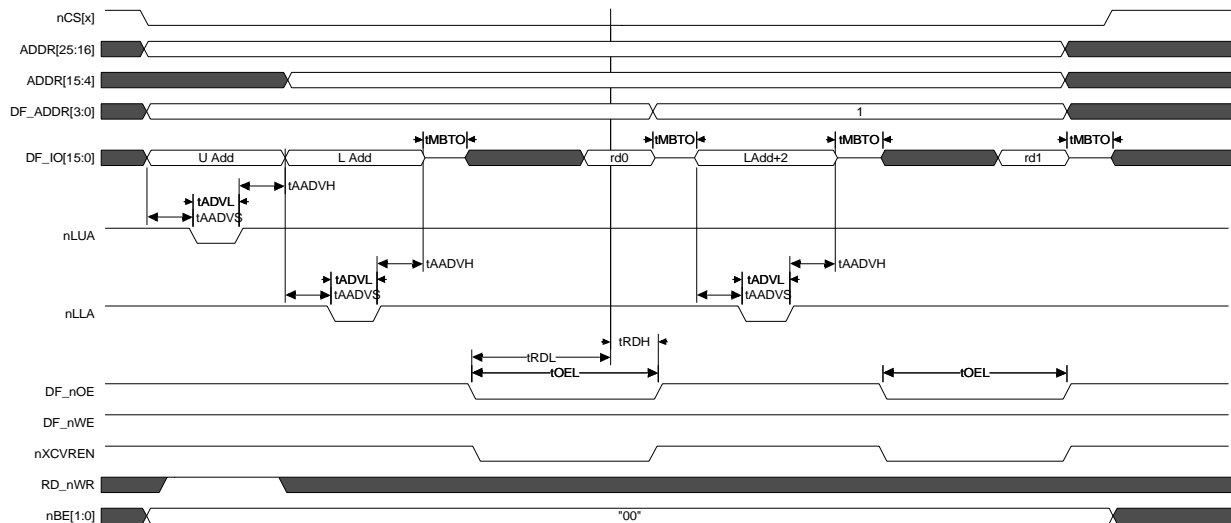 nCS[x]
ADDR[25:16]
ADDR[15:4]
DF_ADDR[3:0] 1
tMBTO tMBTO tMBTO tMBTO
DF_IO[15:0] U Add L Add rd0 LAdd+2 rd1
tADVL tAADVH
tAADVS
nLUA
tAADVH tAADVH
tADVL tADVL
tAADVS tAADVS
nLLA
tRDH
tRDL
tOEL tOEL
DF_nOE
DF_nWE
nXCVREN
RD_nWR
nBE[1:0] "00"